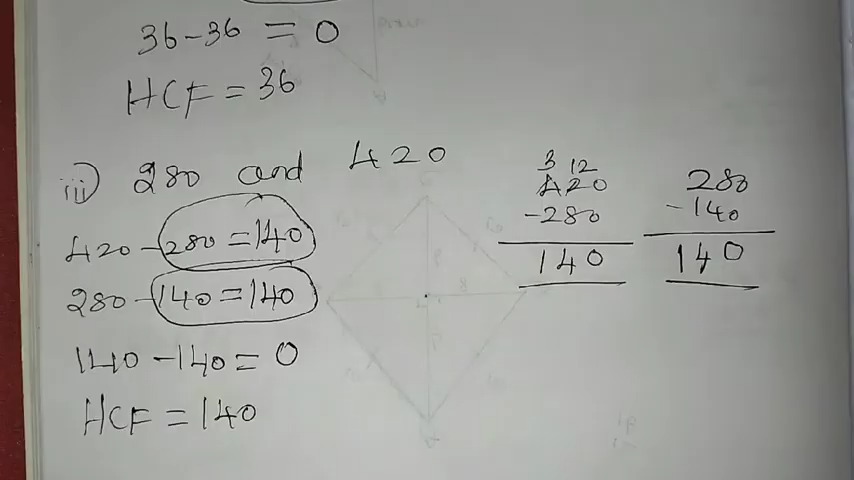 36-36 = 0
HCF = 36
iii) 280 and 420
420 - 280 = 140
280 - 140 = 140
140 - 140 = 0
HCF = 140
3 12
420
-280
140
280
-140
140